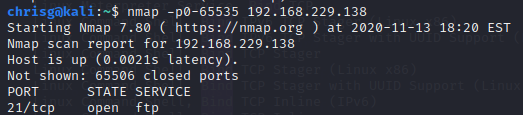 chrisg@kali:~$ nmap -p0-65535 192.168.229.138
Starting Nmap 7.80 ( https://nmap.org ) at 2020-11-13 18:20 EST
Nmap scan report for 192.168.229.138
Host is up (0.0021s latency).
Not shown: 65506 closed ports
PORT      STATE SERVICE
21/tcp    open  ftp